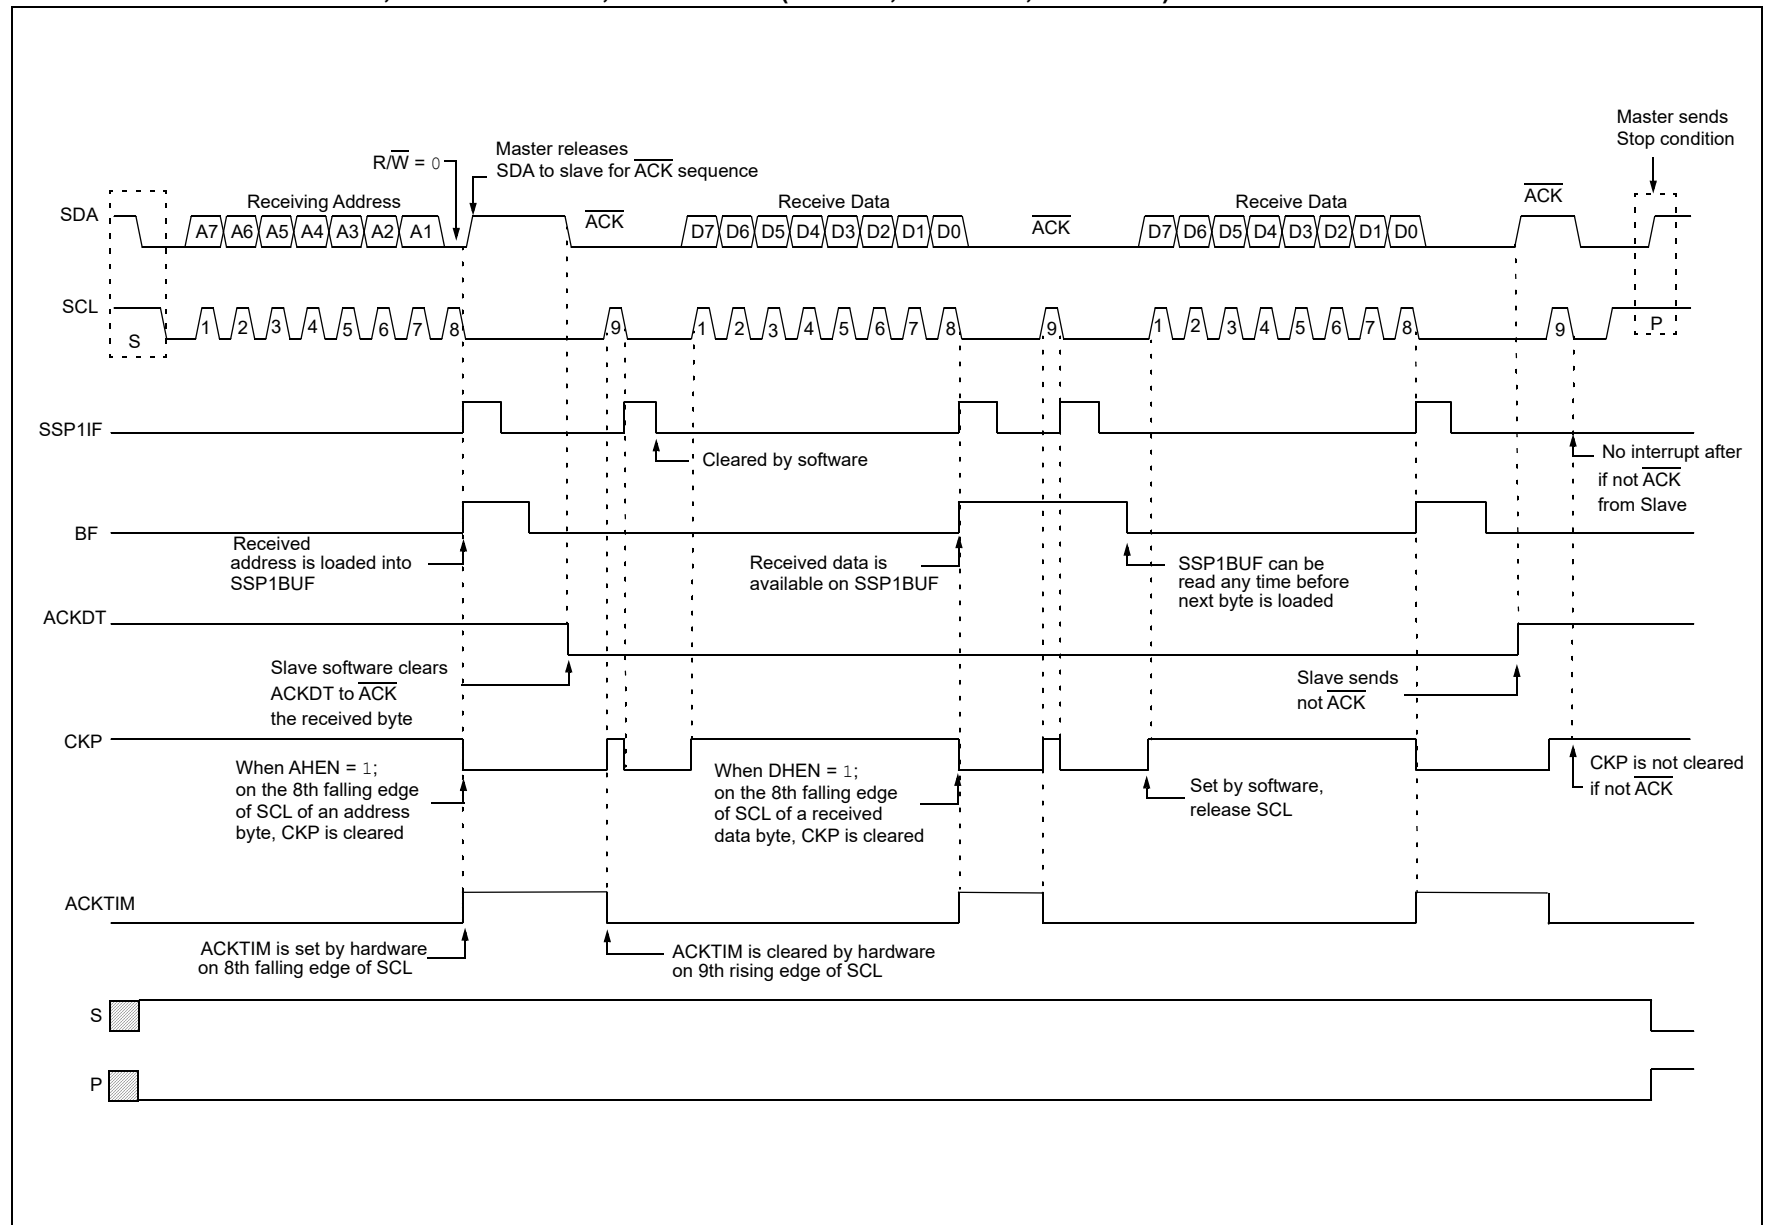 Master sends
Stop condition
Master releases
SDA to slave for ACK sequence
R/W = 0
Receiving Address
ACK
Receive Data
ACK
Receive Data
ACK
SDA
A7 A6 A5 A4 A3 A2 A1
D7 D6 D5 D4 D3 D2 D1 D0
D7 D6 D5 D4 D3 D2 D1 D0
SCL
S
1 2 3 4 5 6 7 8 9
1 2 3 4 5 6 7 8 9
1 2 3 4 5 6 7 8 9
P
SSP1IF
Cleared by software
No interrupt after
if not ACK
from Slave
BF
Received
address is loaded into
SSP1BUF
Received data is
available on SSP1BUF
SSP1BUF can be
read any time before
next byte is loaded
ACKDT
Slave software clears
ACKDT to ACK
the received byte
Slave sends
not ACK
CKP
When AHEN = 1;
on the 8th falling edge
of SCL of an address
byte, CKP is cleared
When DHEN = 1;
on the 8th falling edge
of SCL of a received
data byte, CKP is cleared
Set by software,
release SCL
CKP is not cleared
if not ACK
ACKTIM
ACKTIM is set by hardware
on 8th falling edge of SCL
ACKTIM is cleared by hardware
on 9th rising edge of SCL
S
P